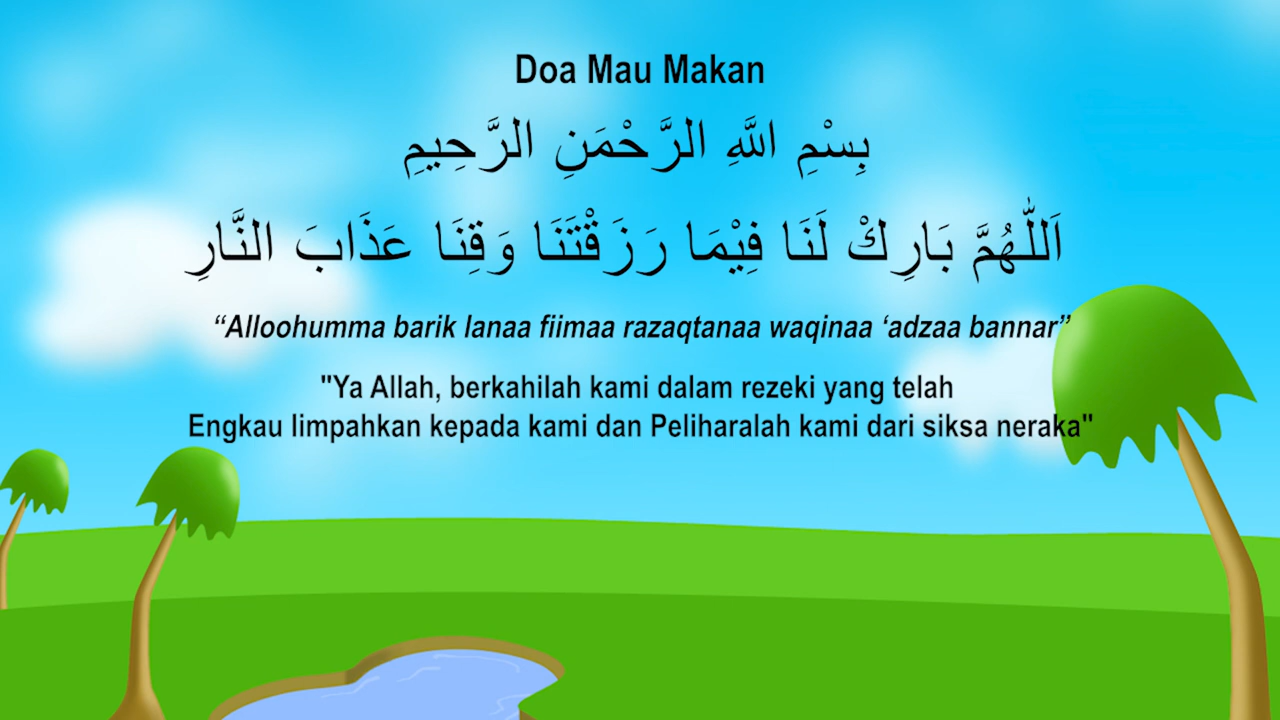 Doa Mau Makan
بِسْمِ اللَّهِ الرَّحْمَنِ الرَّحِيمِ
اَللّٰهُمَّ بَارِكْ لَنَا فِيْمَا رَزَقْتَنَا وَقِنَا عَذَابَ النَّارِ
“Alloohumma barik lanaa fiimaa razaqtanaa waqinaa ‘adzaa bannar”
"Ya Allah, berkahilah kami dalam rezeki yang telah
Engkau limpahkan kepada kami dan Peliharalah kami dari siksa neraka"